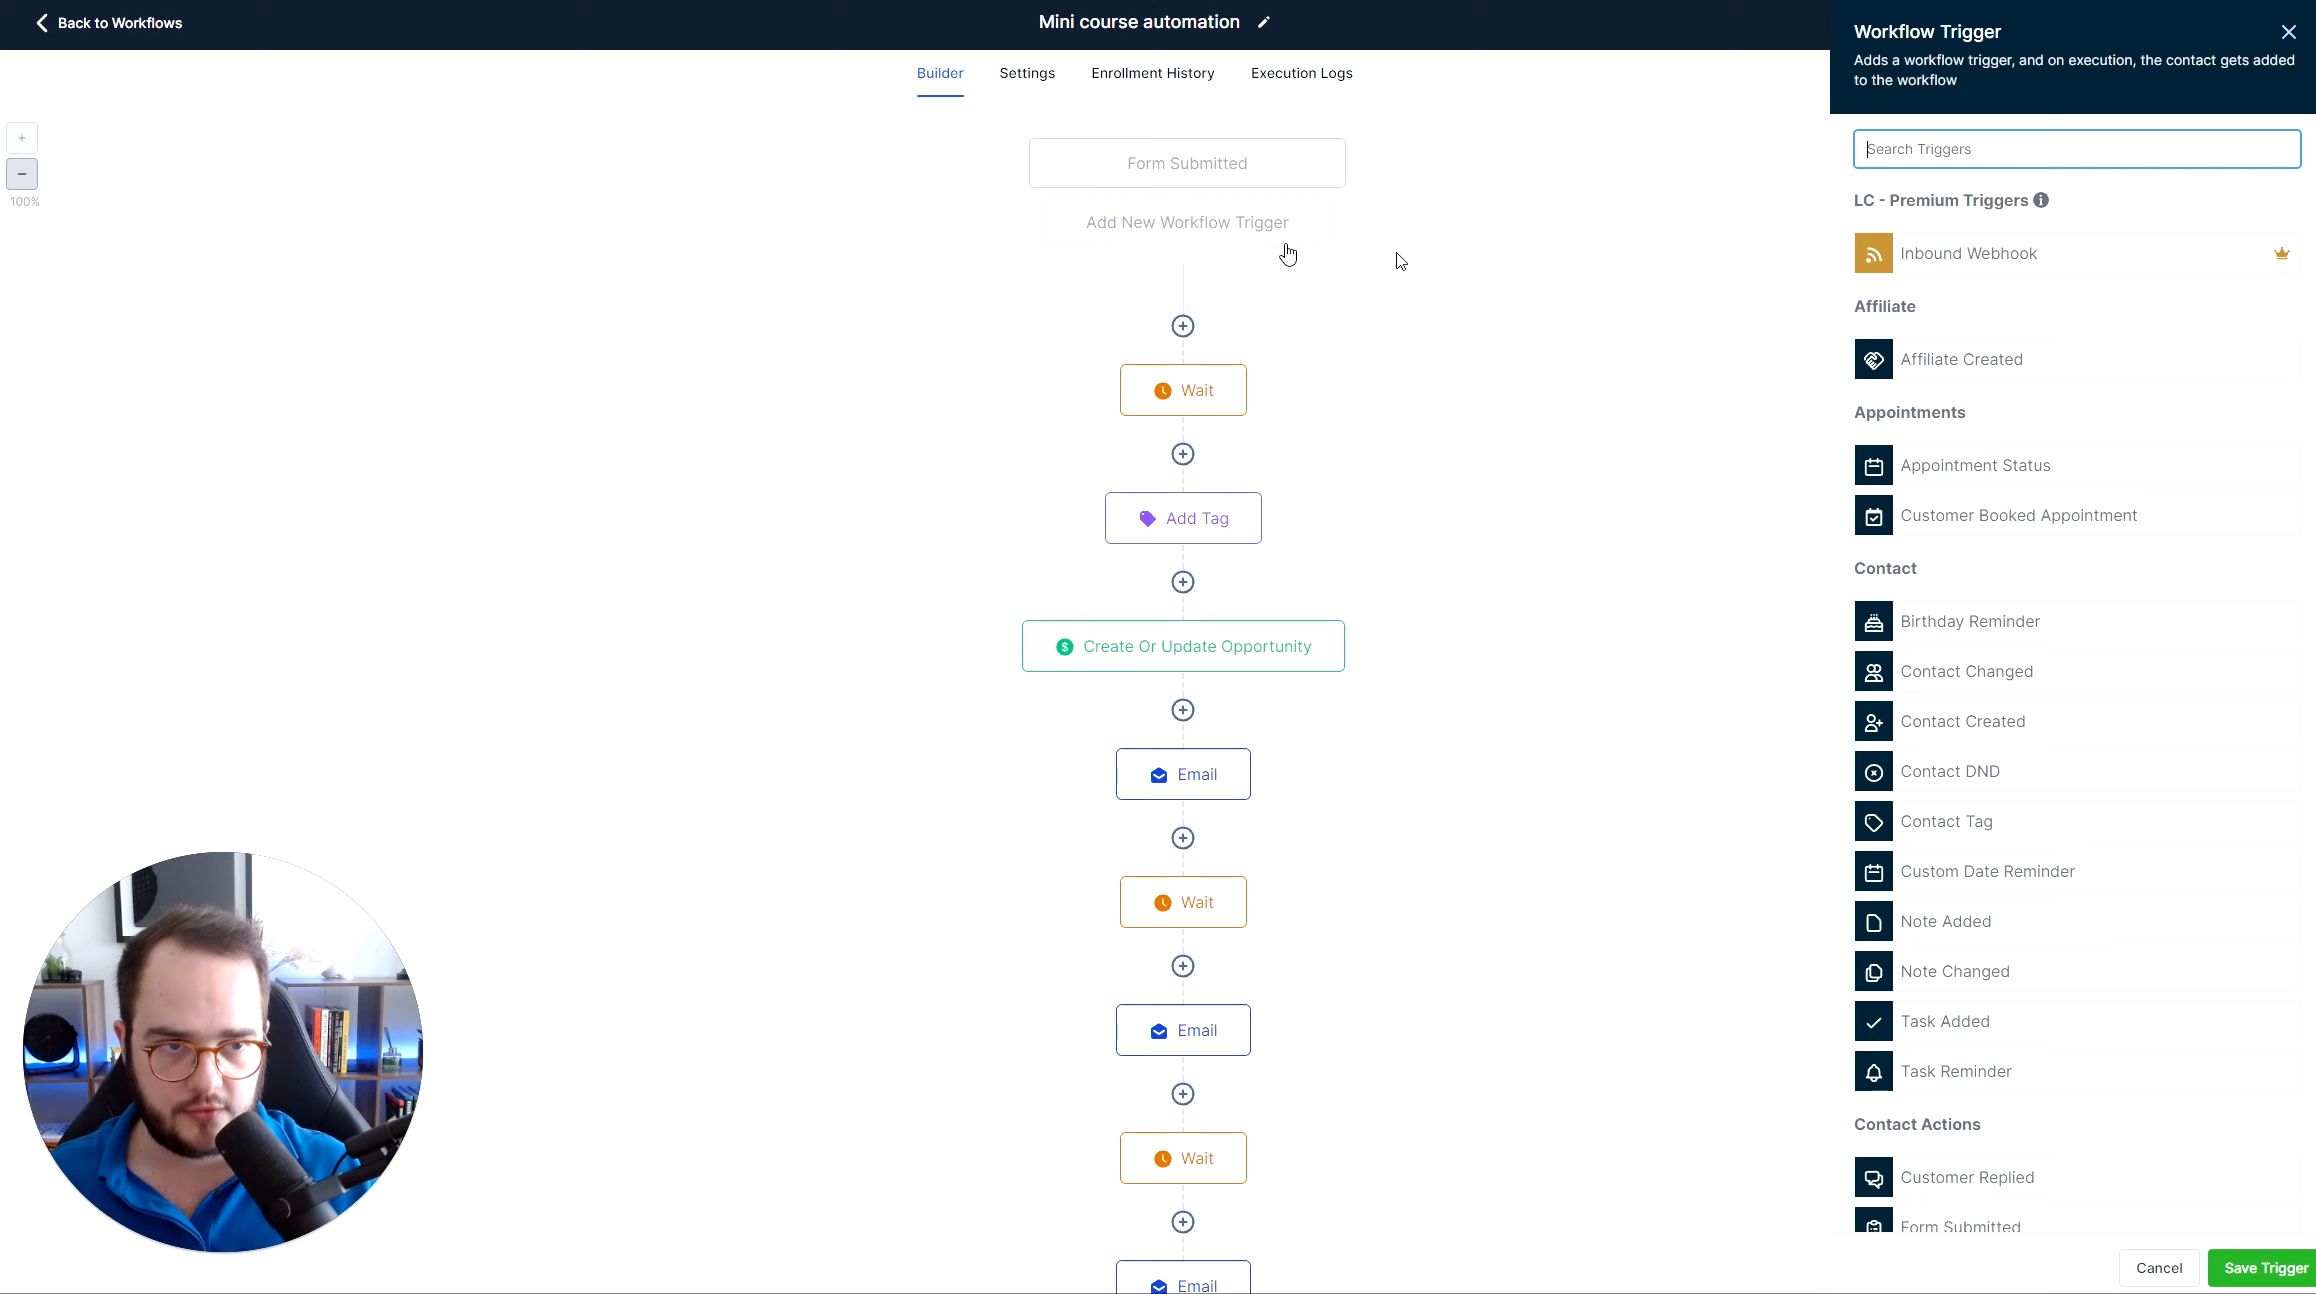 Back to Workflows
Mini course automation
Builder
Settings
Enrollment History
Execution Logs
+
−
100%
Form Submitted
Add New Workflow Trigger
Wait
Add Tag
Create Or Update Opportunity
Email
Wait
Email
Wait
Email
Workflow Trigger
Adds a workflow trigger, and on execution, the contact gets added
to the workflow
Search Triggers
LC - Premium Triggers
Inbound Webhook
Affiliate
Affiliate Created
Appointments
Appointment Status
Customer Booked Appointment
Contact
Birthday Reminder
Contact Changed
Contact Created
Contact DND
Contact Tag
Custom Date Reminder
Note Added
Note Changed
Task Added
Task Reminder
Contact Actions
Customer Replied
Form Submitted
Cancel
Save Trigger